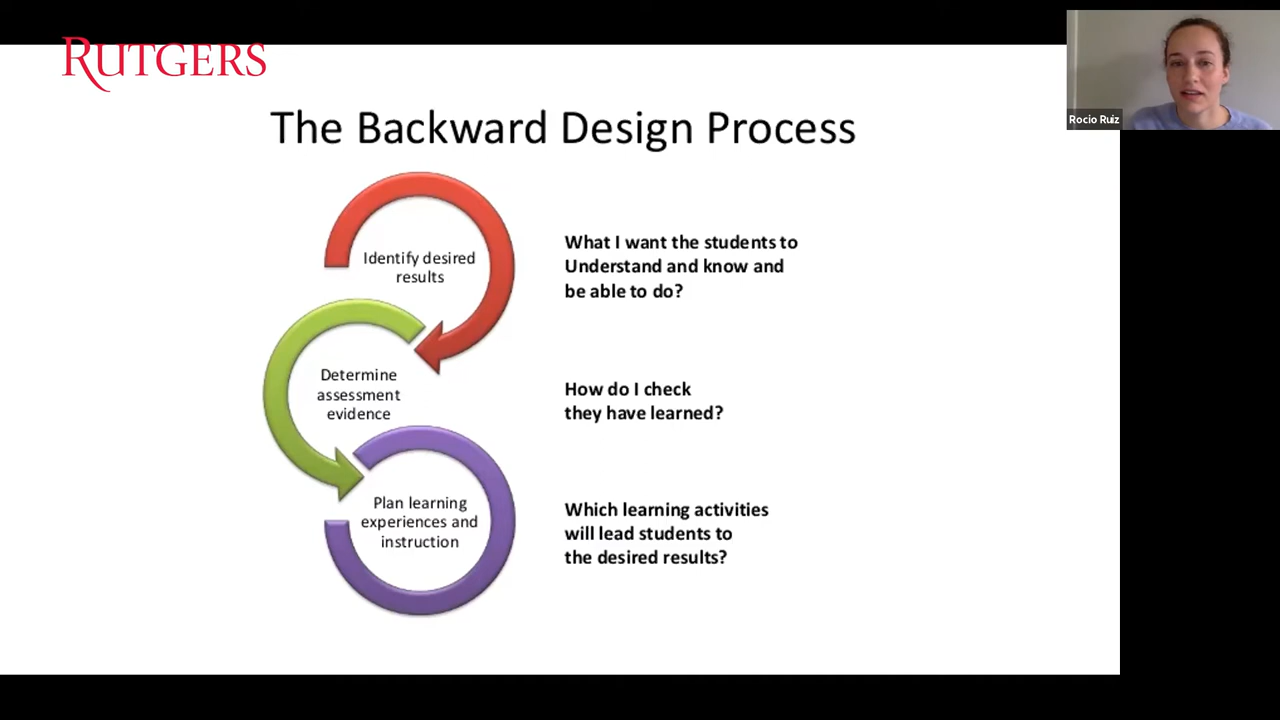 RUTGERS
Rocio Ruiz
The Backward Design Process
Identify desired
results
What I want the students to
Understand and know and
be able to do?
Determine
assessment
evidence
How do I check
they have learned?
Plan learning
experiences and
instruction
Which learning activities
will lead students to
the desired results?